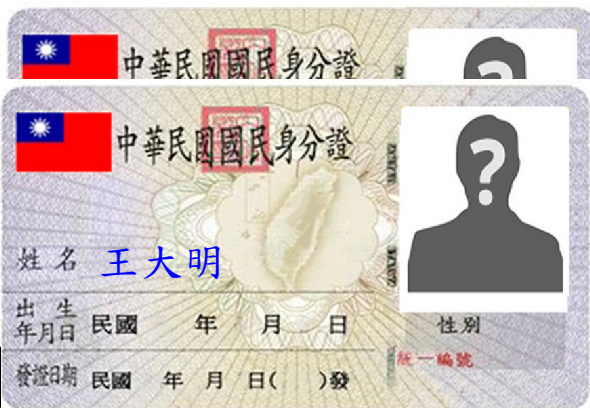 中華民國國民身分證
中華民國國民身分證
姓名 王大明
出生年月日 民國 年 月 日
性別
統一編號
發證日期 民國 年 月 日( )發